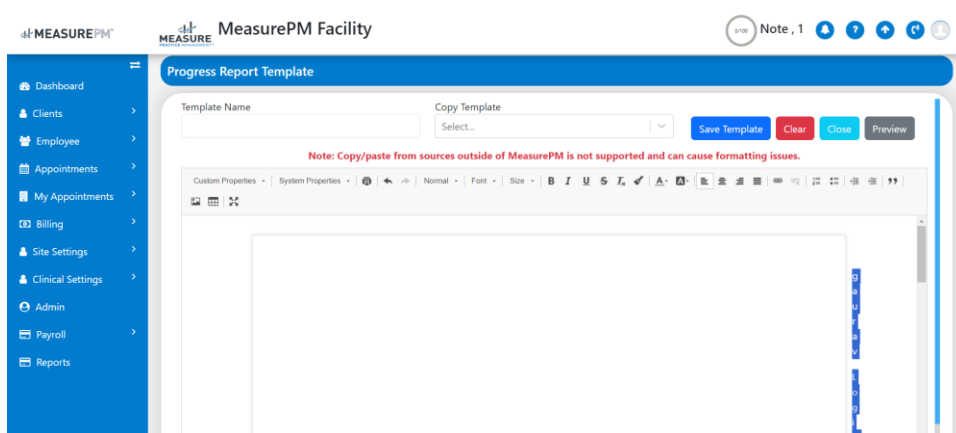 MEASUREPM
MEASURE
PRACTICE MANAGEMENT
MeasurePM Facility
0/100
Note , 1
Progress Report Template
Dashboard
Clients
Employee
Appointments
My Appointments
Billing
Site Settings
Clinical Settings
Admin
Payroll
Reports
Template Name
Copy Template
Select...
Save Template
Clear
Close
Preview
Note: Copy/paste from sources outside of MeasurePM is not supported and can cause formatting issues.
Custom Properties
System Properties
Normal
Font
Size
B I U S Tx
A
A
g
a
u
r
a
v
L
o
g